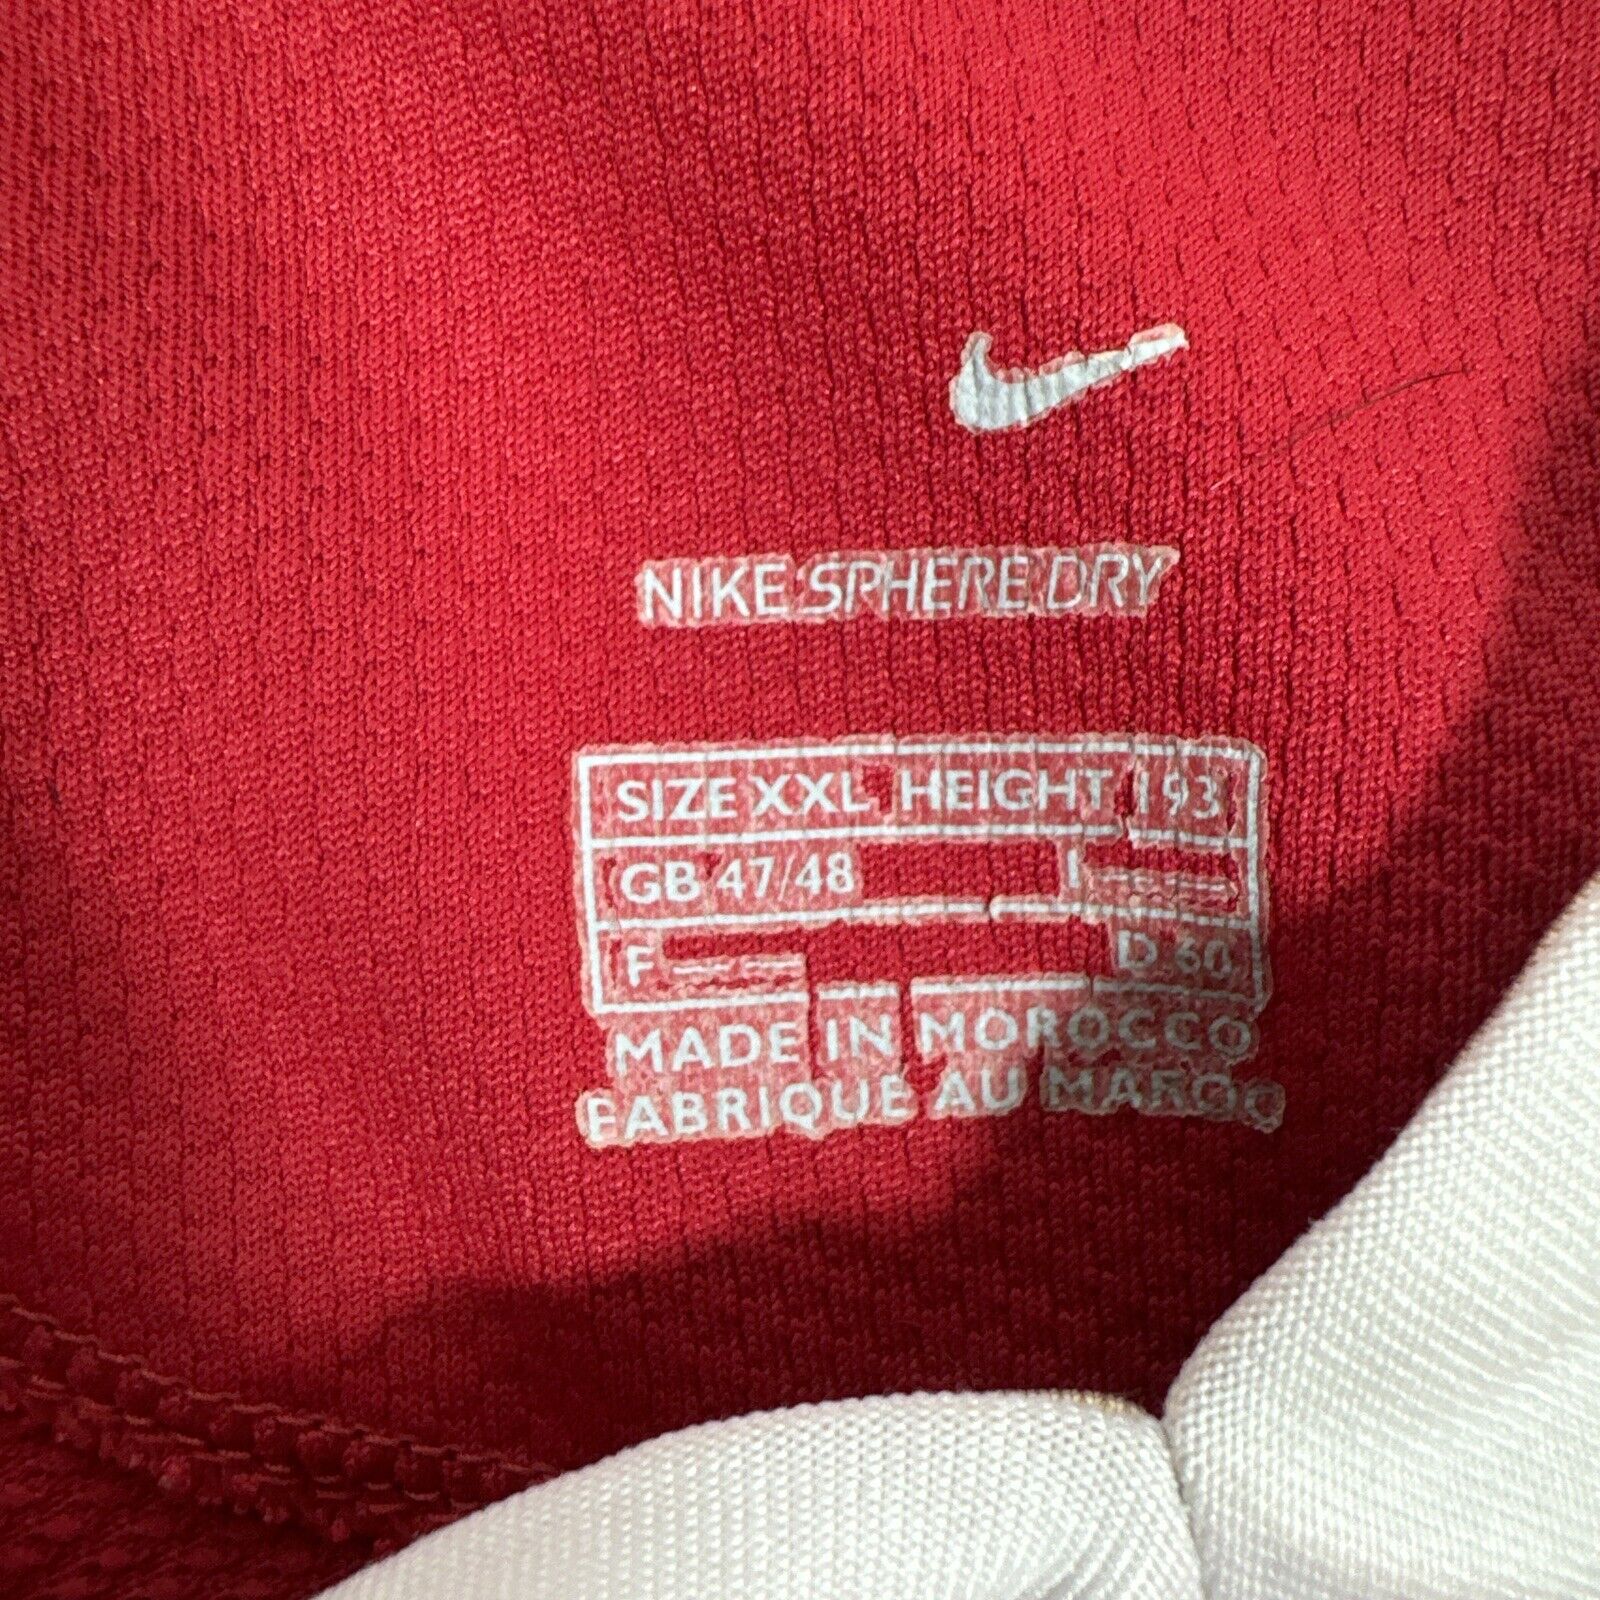 NIKE SPHERE DRY
SIZE XXL HEIGHT 193
GB 47/48 I ----
F ---- D 60
MADE IN MOROCCO
FABRIQUE AU MAROC